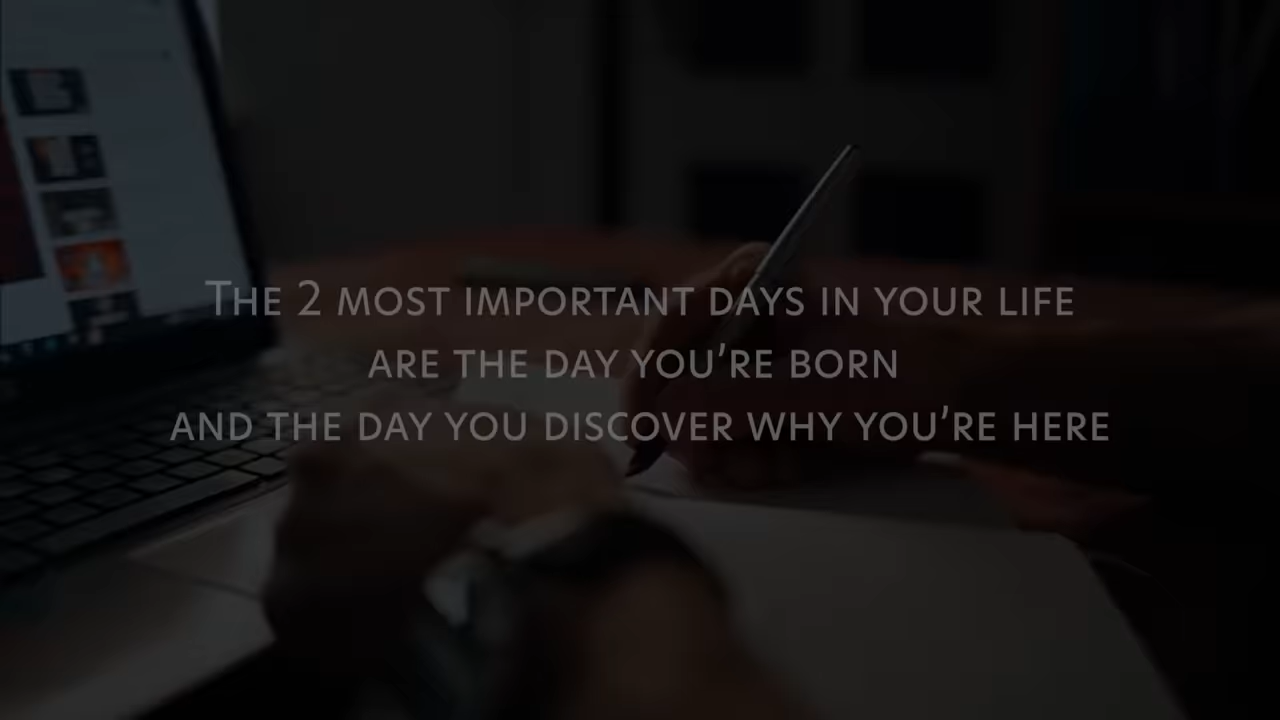 The 2 most important days in your life
are the day you're born
and the day you discover why you're here